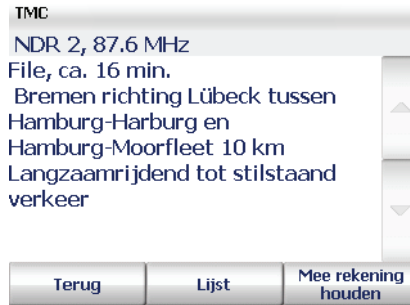 TMC
NDR 2, 87.6 MHz
File, ca. 16 min.
Bremen richting Lübeck tussen
Hamburg-Harburg en
Hamburg-Moorfleet 10 km
Langzaamrijdend tot stilstaand
verkeer
Terug
Lijst
Mee rekening
houden